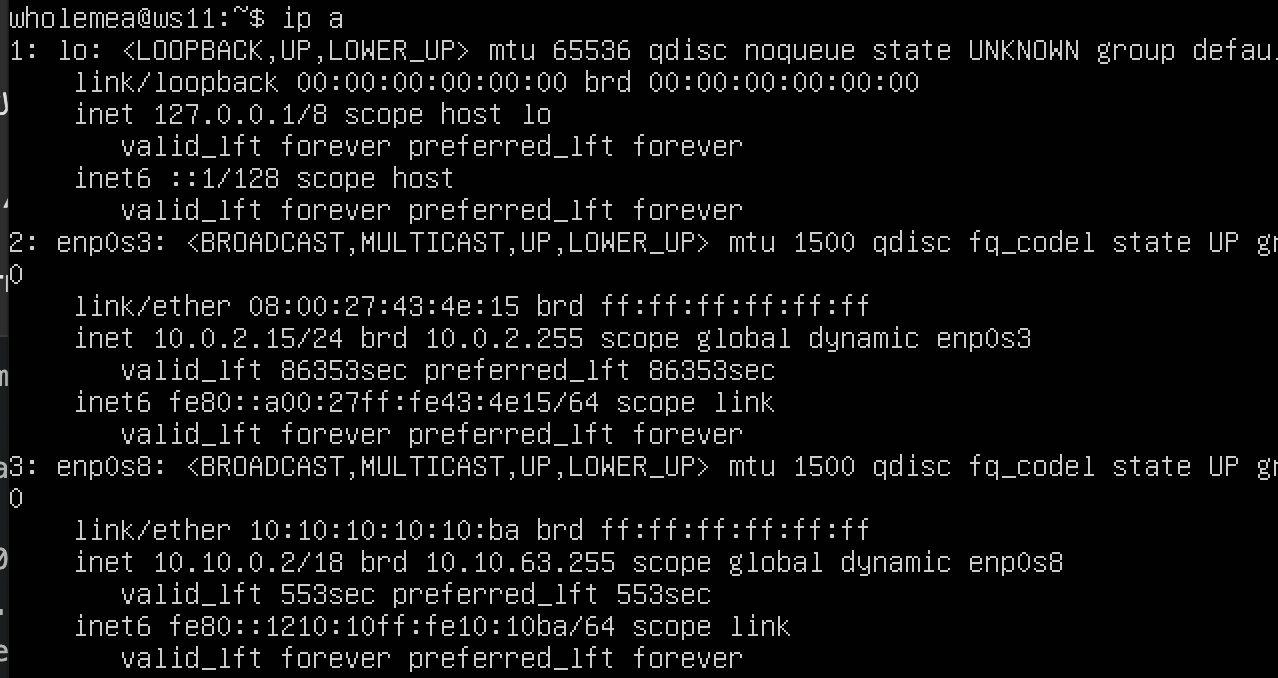 wholemea@ws11:~$ ip a
1: lo: <LOOPBACK,UP,LOWER_UP> mtu 65536 qdisc noqueue state UNKNOWN group defaul
link/loopback 00:00:00:00:00:00 brd 00:00:00:00:00:00
inet 127.0.0.1/8 scope host lo
valid_lft forever preferred_lft forever
inet6 ::1/128 scope host
valid_lft forever preferred_lft forever
2: enp0s3: <BROADCAST,MULTICAST,UP,LOWER_UP> mtu 1500 qdisc fq_codel state UP gr
0
link/ether 08:00:27:43:4e:15 brd ff:ff:ff:ff:ff:ff
inet 10.0.2.15/24 brd 10.0.2.255 scope global dynamic enp0s3
valid_lft 86353sec preferred_lft 86353sec
inet6 fe80::a00:27ff:fe43:4e15/64 scope link
valid_lft forever preferred_lft forever
3: enp0s8: <BROADCAST,MULTICAST,UP,LOWER_UP> mtu 1500 qdisc fq_codel state UP gr
0
link/ether 10:10:10:10:10:ba brd ff:ff:ff:ff:ff:ff
inet 10.10.0.2/18 brd 10.10.63.255 scope global dynamic enp0s8
valid_lft 553sec preferred_lft 553sec
inet6 fe80::1210:10ff:fe10:10ba/64 scope link
valid_lft forever preferred_lft forever